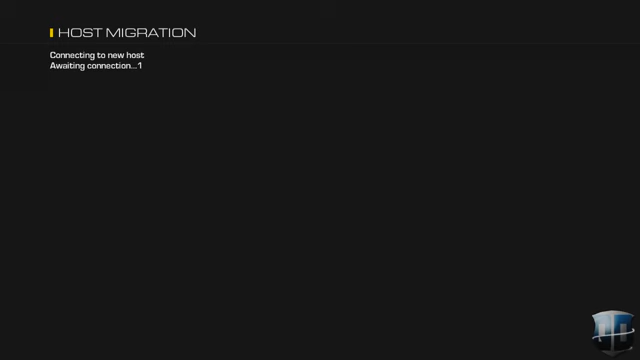 HOST MIGRATION
Connecting to new host
Awaiting connection...1